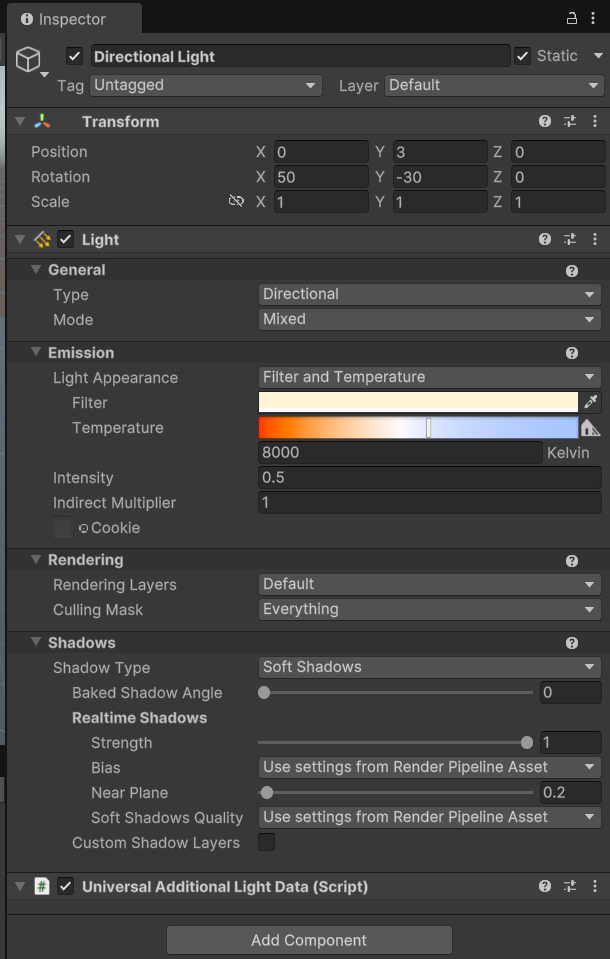 Inspector
Directional Light Static
Tag Untagged Layer Default
Transform
Position X 0 Y 3 Z 0
Rotation X 50 Y -30 Z 0
Scale X 1 Y 1 Z 1
Light
General
Type Directional
Mode Mixed
Emission
Light Appearance Filter and Temperature
Filter
Temperature
8000 Kelvin
Intensity 0.5
Indirect Multiplier 1
Cookie
Rendering
Rendering Layers Default
Culling Mask Everything
Shadows
Shadow Type Soft Shadows
Baked Shadow Angle 0
Realtime Shadows
Strength 1
Bias Use settings from Render Pipeline Asset
Near Plane 0.2
Soft Shadows Quality Use settings from Render Pipeline Asset
Custom Shadow Layers
# Universal Additional Light Data (Script)
Add Component